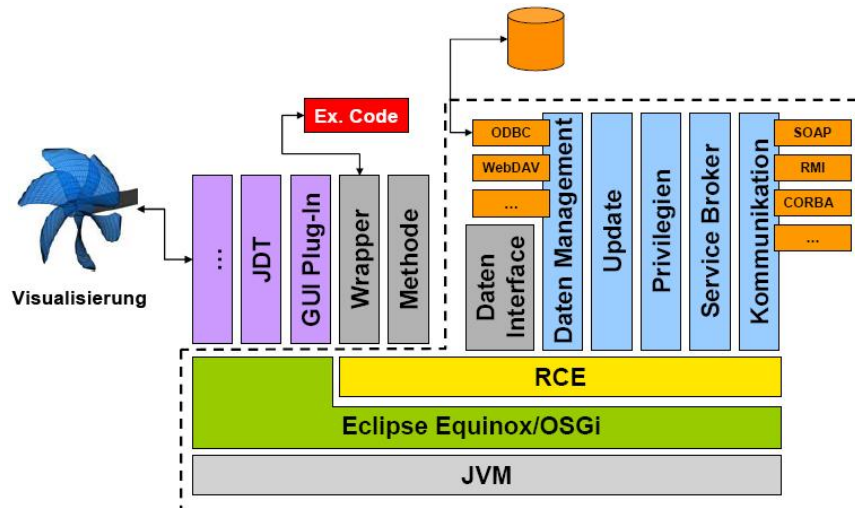 Ex. Code
ODBC
SOAP
WebDAV
RMI
...
CORBA
...
Visualisierung
...
JDT
GUI Plug-In
Wrapper
Methode
Daten
Interface
Daten Management
Update
Privilegien
Service Broker
Kommunikation
RCE
Eclipse Equinox/OSGi
JVM